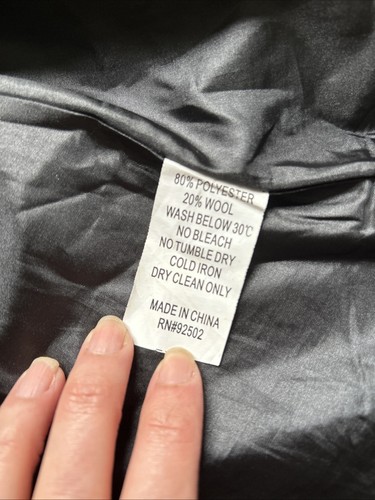 80% POLYESTER
20% WOOL
WASH BELOW 30℃
NO BLEACH
NO TUMBLE DRY
COLD IRON
DRY CLEAN ONLY
MADE IN CHINA
RN#92502